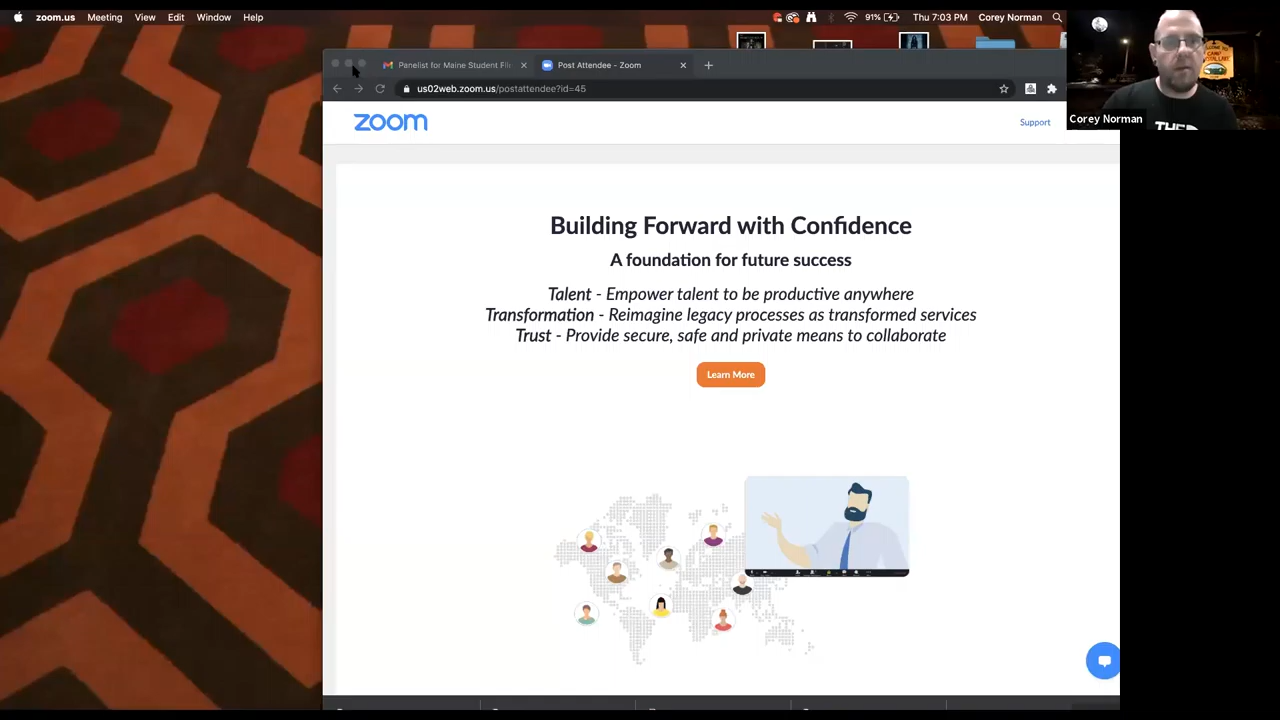 zoom.us Meeting View Edit Window Help 91% Thu 7:03 PM Corey Norman
Panelist for Maine Student Fil
Post Attendee - Zoom
us02web.zoom.us/postattendee?id=45
Corey Norman
zoom
Support
Building Forward with Confidence
A foundation for future success
Talent - Empower talent to be productive anywhere
Transformation - Reimagine legacy processes as transformed services
Trust - Provide secure, safe and private means to collaborate
Learn More